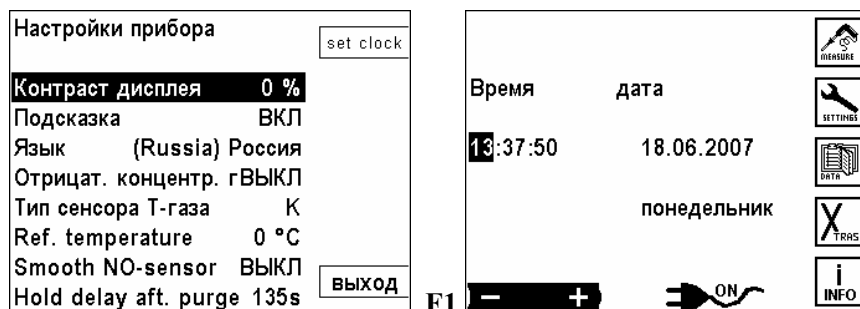 Настройки прибора
set clock
Контраст дисплея 0 %
Подсказка ВКЛ
Язык (Russia) Россия
Отрицат. концентр. гВЫКЛ
Тип сенсора Т-газа K
Ref. temperature 0 °C
Smooth NO-sensor ВЫКЛ
Hold delay aft. purge 135s
выход
F1
Время дата
13:37:50 18.06.2007
понедельник
− +
ON
MEASURE
SETTINGS
DATA
XTRAS
i
INFO